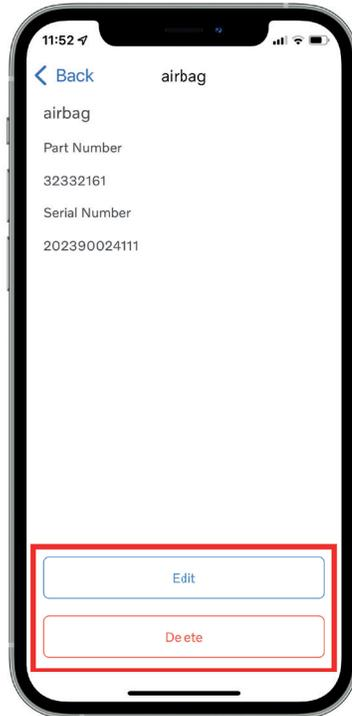 11:52
Back
airbag
airbag
Part Number
32332161
Serial Number
202390024111
Edit
De ete